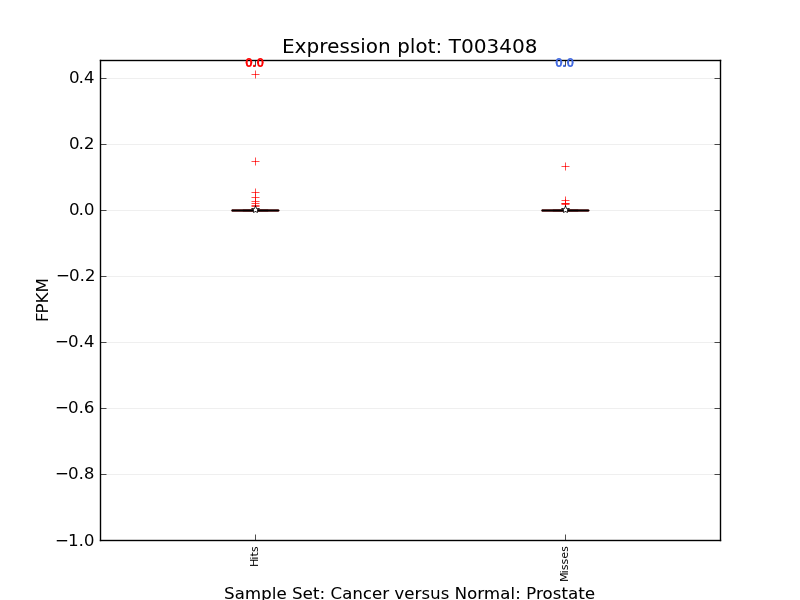 Expression plot: T003408
0.0
0.0
0.4
0.2
0.0
−0.2
−0.4
−0.6
−0.8
−1.0
FPKM
Hits
Misses
Sample Set: Cancer versus Normal: Prostate